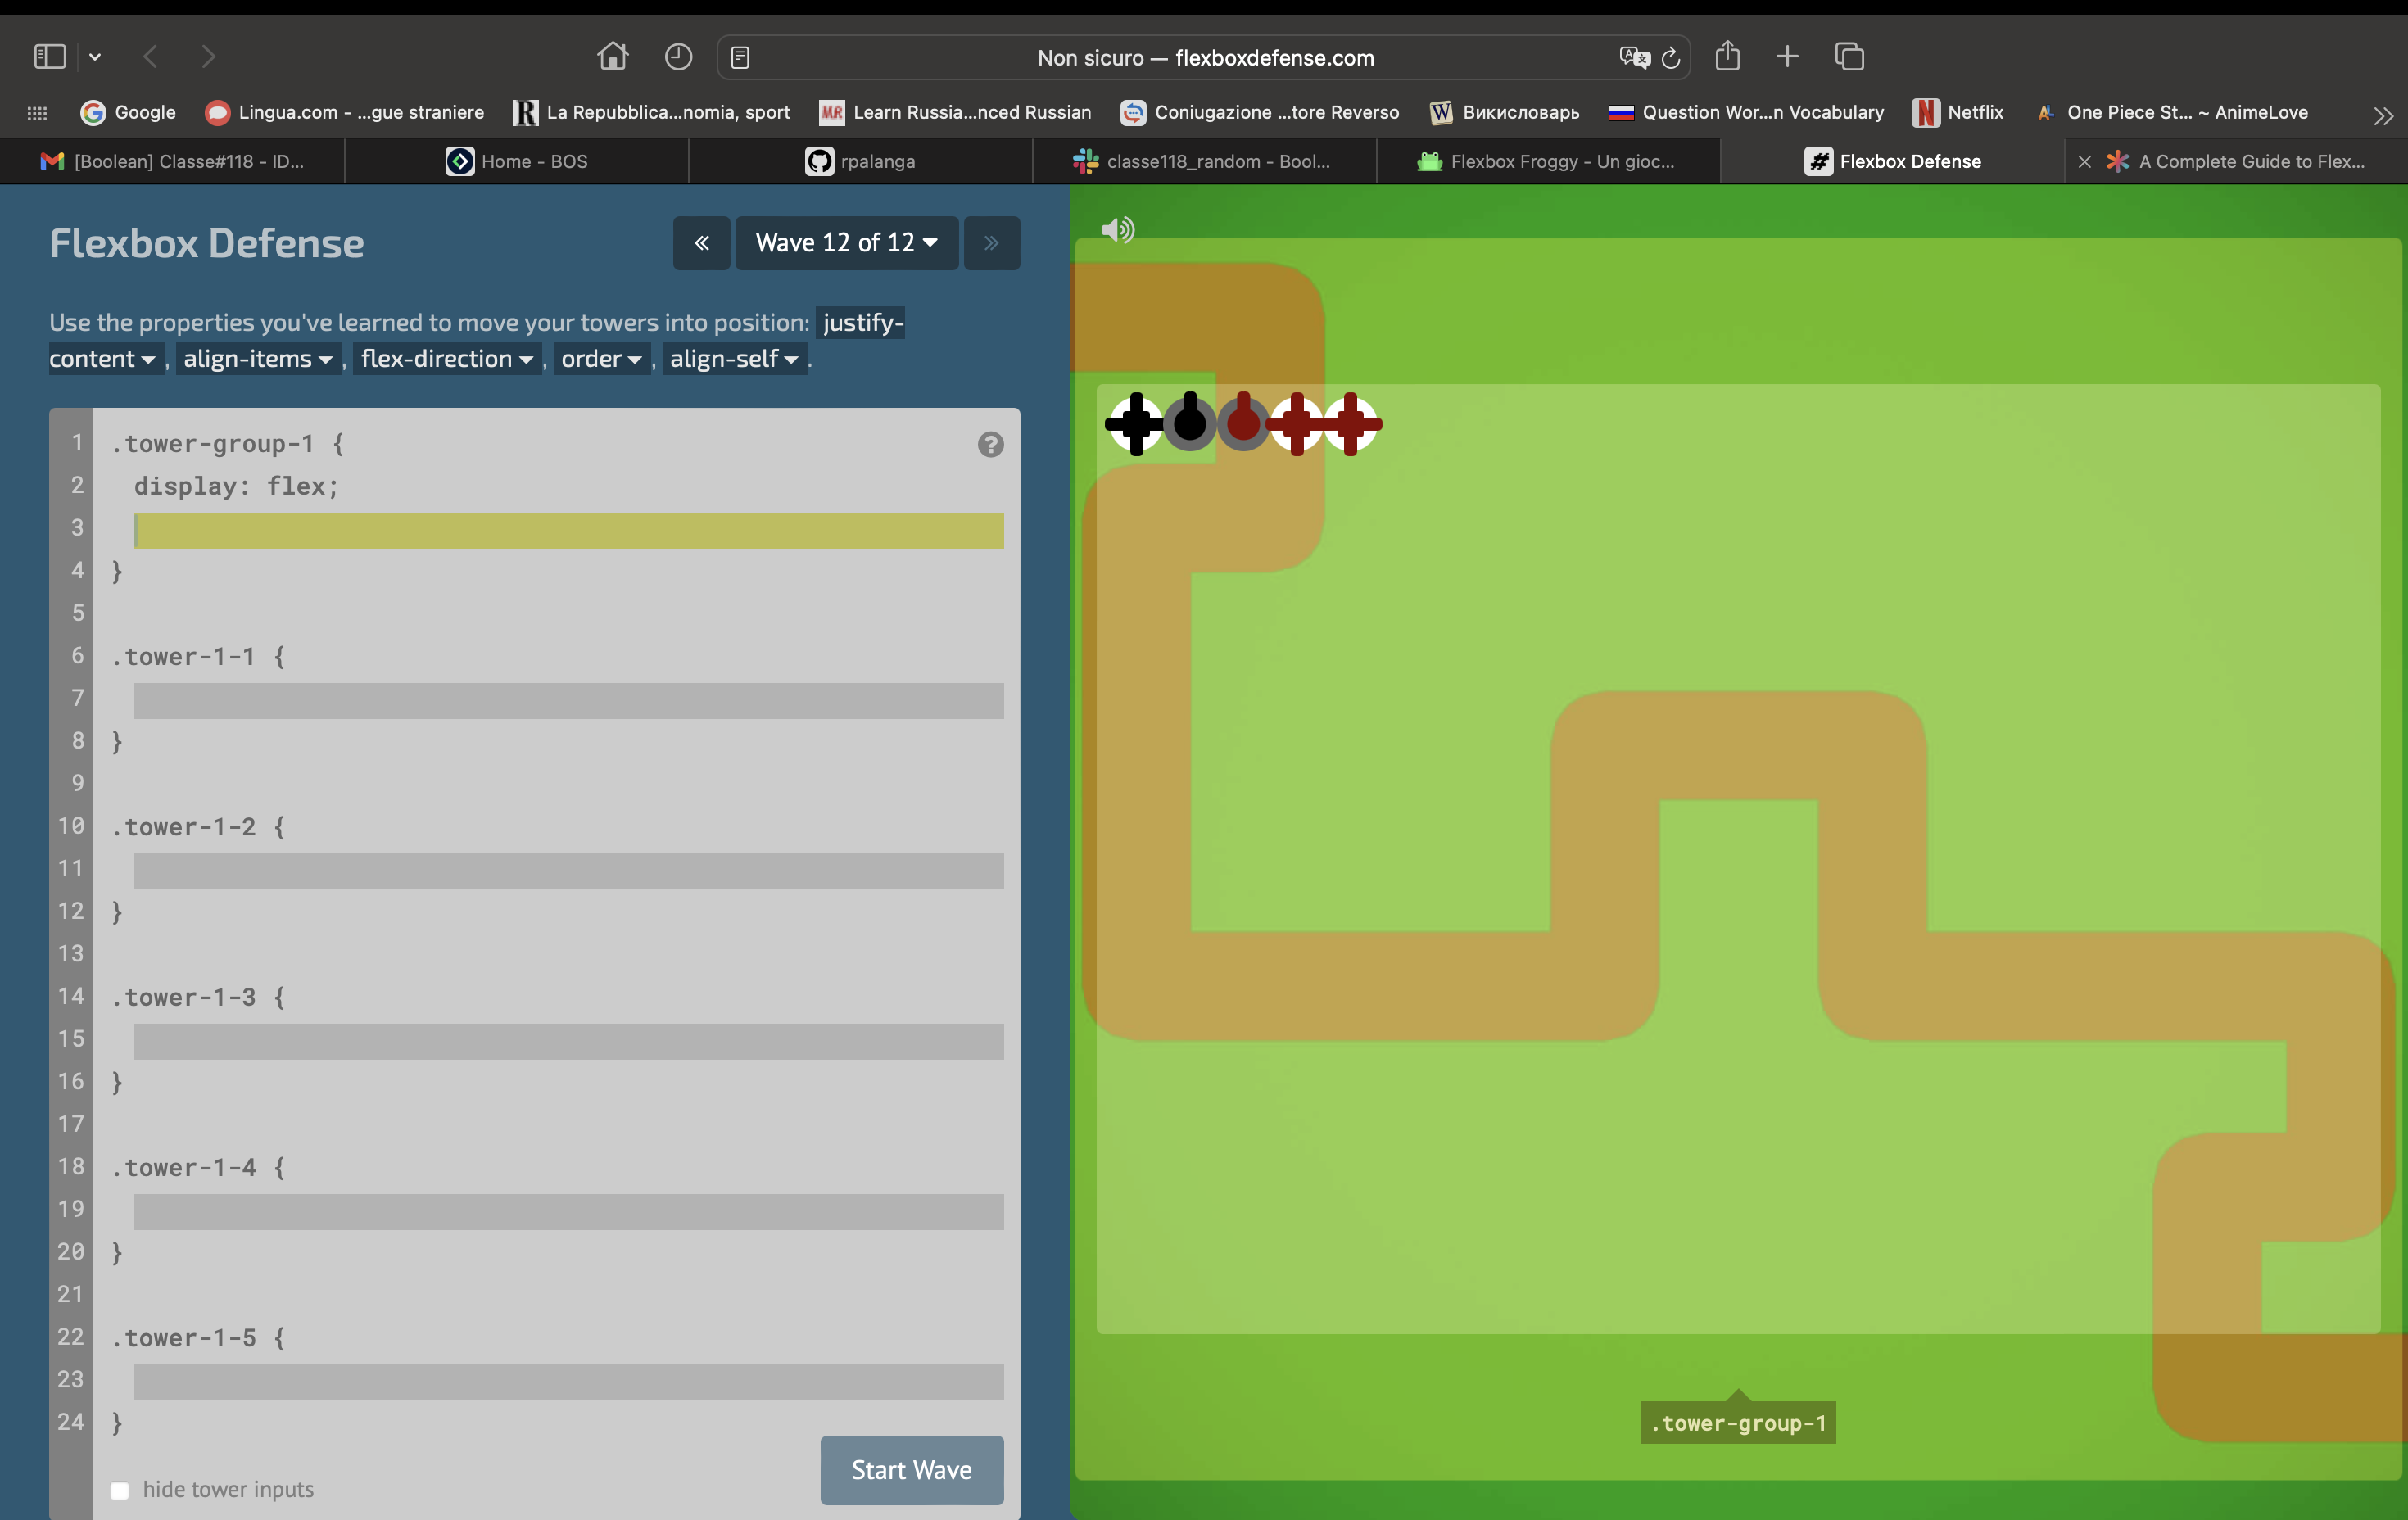 Non sicuro — flexboxdefense.com
Google
Lingua.com - ...gue straniere
La Repubblica...nomia, sport
Learn Russia...nced Russian
Coniugazione ...tore Reverso
Викисловарь
Question Wor...n Vocabulary
Netflix
One Piece St... ~ AnimeLove
[Boolean] Classe#118 - ID...
Home - BOS
rpalanga
classe118_random - Bool...
Flexbox Froggy - Un gioc...
Flexbox Defense
A Complete Guide to Flex...
Flexbox Defense
« Wave 12 of 12 »
Use the properties you've learned to move your towers into position: justify-
content , align-items , flex-direction , order , align-self .
1 .tower-group-1 { ?
2 display: flex;
3
4 }
5
6 .tower-1-1 {
7
8 }
9
10 .tower-1-2 {
11
12 }
13
14 .tower-1-3 {
15
16 }
17
18 .tower-1-4 {
19
20 }
21
22 .tower-1-5 {
23
24 }
hide tower inputs
Start Wave
.tower-group-1